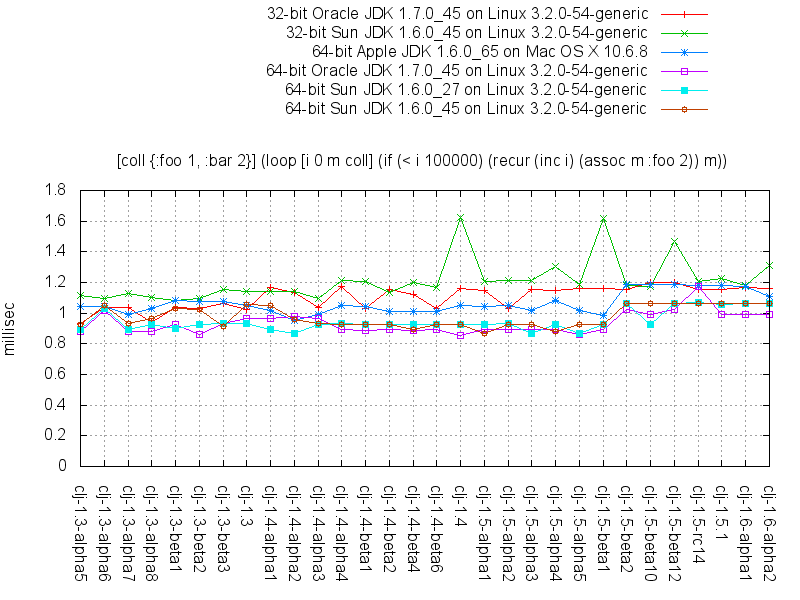 32-bit Oracle JDK 1.7.0_45 on Linux 3.2.0-54-generic
32-bit Sun JDK 1.6.0_45 on Linux 3.2.0-54-generic
64-bit Apple JDK 1.6.0_65 on Mac OS X 10.6.8
64-bit Oracle JDK 1.7.0_45 on Linux 3.2.0-54-generic
64-bit Sun JDK 1.6.0_27 on Linux 3.2.0-54-generic
64-bit Sun JDK 1.6.0_45 on Linux 3.2.0-54-generic
[coll {:foo 1, :bar 2}] (loop [i 0 m coll] (if (< i 100000) (recur (inc i) (assoc m :foo 2)) m))
millisec
1.8
1.6
1.4
1.2
1
0.8
0.6
0.4
0.2
0
clj-1.3-alpha5
clj-1.3-alpha6
clj-1.3-alpha7
clj-1.3-alpha8
clj-1.3-beta1
clj-1.3-beta2
clj-1.3-beta3
clj-1.3
clj-1.4-alpha1
clj-1.4-alpha2
clj-1.4-alpha3
clj-1.4-alpha4
clj-1.4-beta1
clj-1.4-beta2
clj-1.4-beta4
clj-1.4-beta6
clj-1.4
clj-1.5-alpha1
clj-1.5-alpha2
clj-1.5-alpha3
clj-1.5-alpha4
clj-1.5-alpha5
clj-1.5-beta1
clj-1.5-beta2
clj-1.5-beta10
clj-1.5-beta12
clj-1.5-rc14
clj-1.5-1
clj-1.6-alpha1
clj-1.6-alpha2